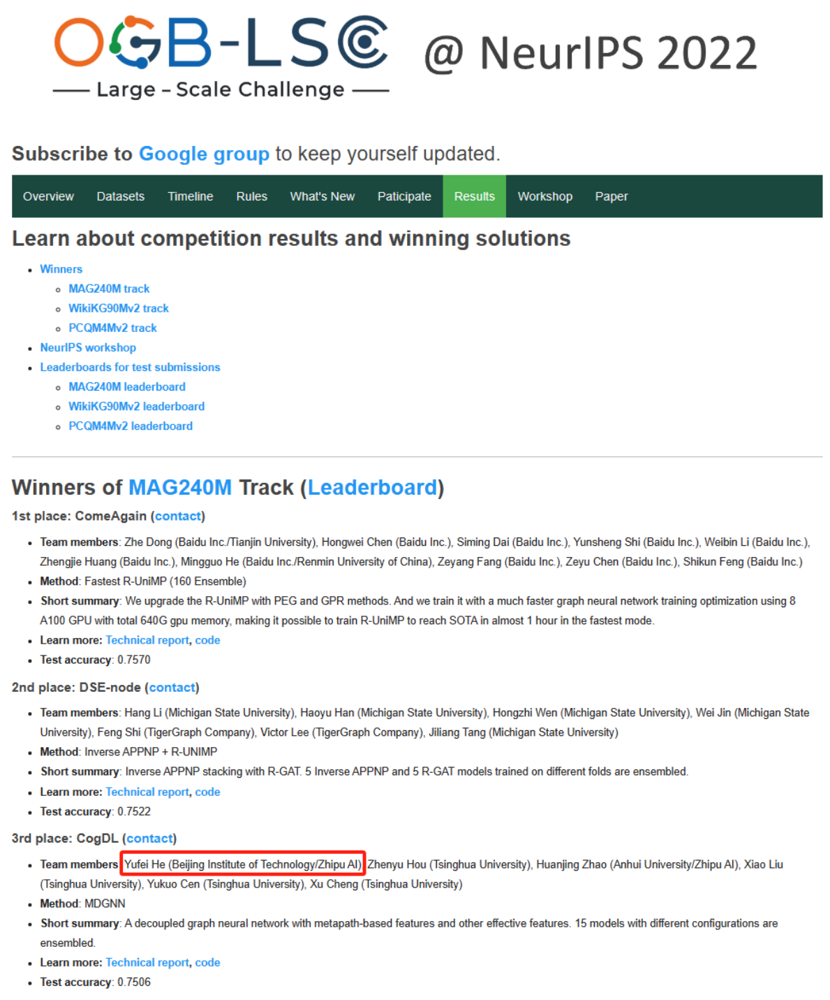 OGB-LSC @ NeurIPS 2022
Large - Scale Challenge
Subscribe to Google group to keep yourself updated.
Overview Datasets Timeline Rules What's New Paticipate Results Workshop Paper
Learn about competition results and winning solutions
• Winners
◦ MAG240M track
◦ WikiKG90Mv2 track
◦ PCQM4Mv2 track
• NeurIPS workshop
• Leaderboards for test submissions
◦ MAG240M leaderboard
◦ WikiKG90Mv2 leaderboard
◦ PCQM4Mv2 leaderboard
Winners of MAG240M Track (Leaderboard)
1st place: ComeAgain (contact)
• Team members: Zhe Dong (Baidu Inc./Tianjin University), Hongwei Chen (Baidu Inc.), Siming Dai (Baidu Inc.), Yunsheng Shi (Baidu Inc.), Weibin Li (Baidu Inc.),
Zhengjie Huang (Baidu Inc.), Mingguo He (Baidu Inc./Renmin University of China), Zeyang Fang (Baidu Inc.), Zeyu Chen (Baidu Inc.), Shikun Feng (Baidu Inc.)
• Method: Fastest R-UniMP (160 Ensemble)
• Short summary: We upgrade the R-UniMP with PEG and GPR methods. And we train it with a much faster graph neural network training optimization using 8
A100 GPU with total 640G gpu memory, making it possible to train R-UniMP to reach SOTA in almost 1 hour in the fastest mode.
• Learn more: Technical report, code
• Test accuracy: 0.7570
2nd place: DSE-node (contact)
• Team members: Hang Li (Michigan State University), Haoyu Han (Michigan State University), Hongzhi Wen (Michigan State University), Wei Jin (Michigan State
University), Feng Shi (TigerGraph Company), Victor Lee (TigerGraph Company), Jiliang Tang (Michigan State University)
• Method: Inverse APPNP + R-UNIMP
• Short summary: Inverse APPNP stacking with R-GAT. 5 Inverse APPNP and 5 R-GAT models trained on different folds are ensembled.
• Learn more: Technical report, code
• Test accuracy: 0.7522
3rd place: CogDL (contact)
• Team members Yufei He (Beijing Institute of Technology/Zhipu AI), Zhenyu Hou (Tsinghua University), Huanjing Zhao (Anhui University/Zhipu AI), Xiao Liu
(Tsinghua University), Yukuo Cen (Tsinghua University), Xu Cheng (Tsinghua University)
• Method: MDGNN
• Short summary: A decoupled graph neural network with metapath-based features and other effective features. 15 models with different configurations are
ensembled.
• Learn more: Technical report, code
• Test accuracy: 0.7506